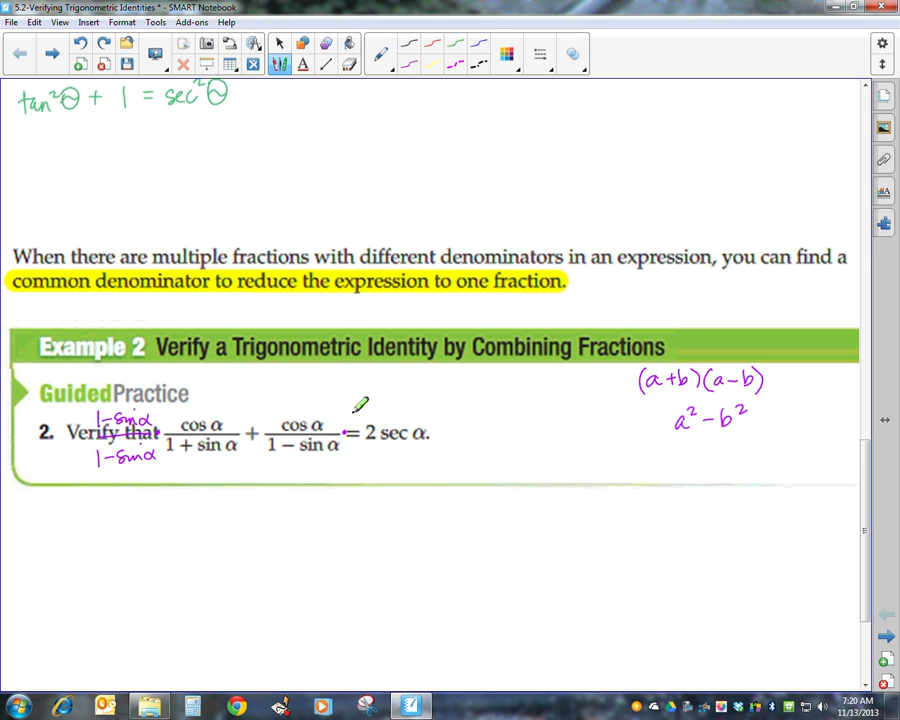 5.2-Verifying Trigonometric Identities * - SMART Notebook
File Edit View Insert Format Tools Add-ons Help
tan²θ + 1 = sec²θ
When there are multiple fractions with different denominators in an expression, you can find a
common denominator to reduce the expression to one fraction.
Example 2 Verify a Trigonometric Identity by Combining Fractions
(a+b)(a-b)
GuidedPractice
a² - b²
1-sinα
2. Verify that · cos α / 1 + sin α + cos α / 1 − sin α · = 2 sec α.
1-sinα
7:20 AM
11/13/2013